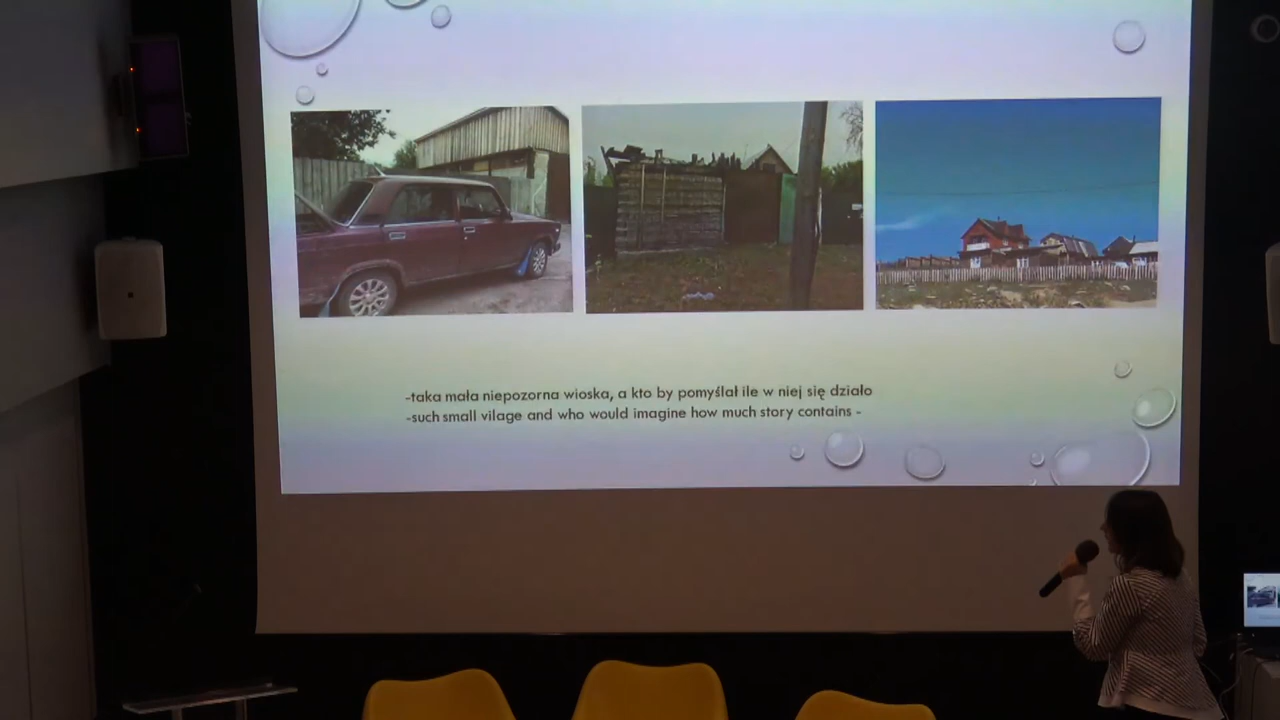 -taka mała niepozorna wioska, a kto by pomyślał ile w niej się działo
-such small vilage and who would imagine how much story contains -